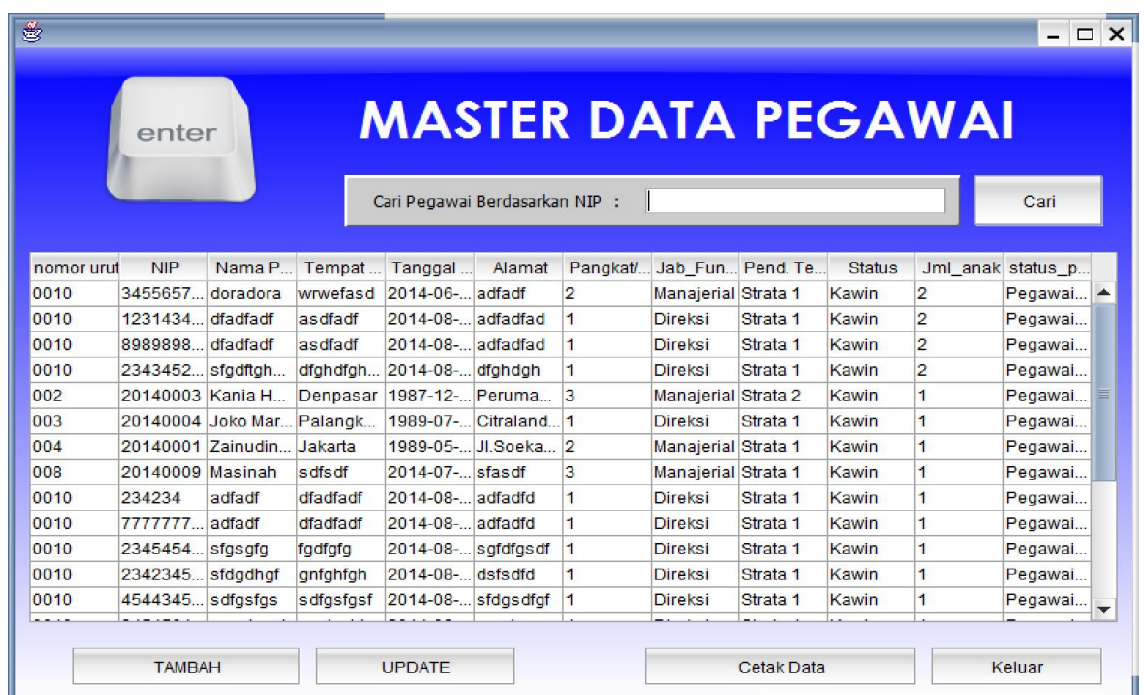 enter
MASTER DATA PEGAWAI
Cari Pegawai Berdasarkan NIP : Cari
nomor urut NIP Nama P... Tempat ... Tanggal ... Alamat Pangkat/... Jab_Fun... Pend. Te... Status Jml_anak status_p...
0010 3455657... doradora wrwefasd 2014-06-... adfadf 2 Manajerial Strata 1 Kawin 2 Pegawai...
0010 1231434... dfadfadf asdfadf 2014-08-... adfadfad 1 Direksi Strata 1 Kawin 2 Pegawai...
0010 8989898... dfadfadf asdfadf 2014-08-... adfadfad 1 Direksi Strata 1 Kawin 2 Pegawai...
0010 2343452... sfgdftgh... dfghdfgh... 2014-08-... dfghdgh 1 Direksi Strata 1 Kawin 2 Pegawai...
002 20140003 Kania H... Denpasar 1987-12-... Peruma... 3 Manajerial Strata 2 Kawin 1 Pegawai...
003 20140004 Joko Mar... Palangk... 1989-07-... Citraland... 1 Manajerial Strata 1 Kawin 1 Pegawai...
004 20140001 Zainudin... Jakarta 1989-05-... Jl.Soeka... 2 Manajerial Strata 1 Kawin 1 Pegawai...
008 20140009 Masinah sdfsdf 2014-07-... sfasdf 3 Manajerial Strata 1 Kawin 1 Pegawai...
0010 234234 adfadf dfadfadf 2014-08-... adfadfd 1 Direksi Strata 1 Kawin 1 Pegawai...
0010 7777777... adfadf dfadfadf 2014-08-... adfadfd 1 Direksi Strata 1 Kawin 1 Pegawai...
0010 2345454... sfgsgfg fgdfgfg 2014-08-... sgfdfgsdf 1 Direksi Strata 1 Kawin 1 Pegawai...
0010 2342345... sfdgdhgf gnfghfgh 2014-08-... dsfsdfd 1 Direksi Strata 1 Kawin 1 Pegawai...
0010 4544345... sdfgsfgs sdfgsfgsf 2014-08-... sfdgsdfgf 1 Direksi Strata 1 Kawin 1 Pegawai...
TAMBAH UPDATE Cetak Data Keluar